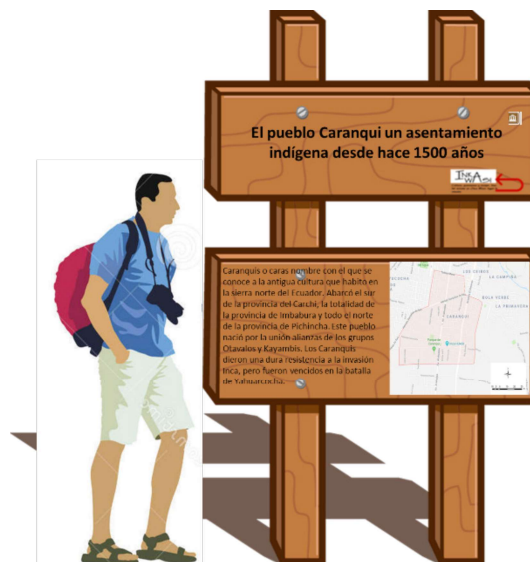 El pueblo Caranqui un asentamiento
indígena desde hace 1500 años
Caranquis o caras nombre con el que se
conoce a la antigua cultura que habitó en
la sierra norte del Ecuador. Abarcó el sur
de la provincia del Carchi, la totalidad de
la provincia de Imbabura y todo el norte
de la provincia de Pichincha. Este pueblo
nació por la unión alianzas de los grupos
Otavalos y Kayambis. Los Caranquis
dieron una dura resistencia a la invasión
Inca, pero fueron vencidos en la batalla
de Yahuarcocha.
CARANQUI